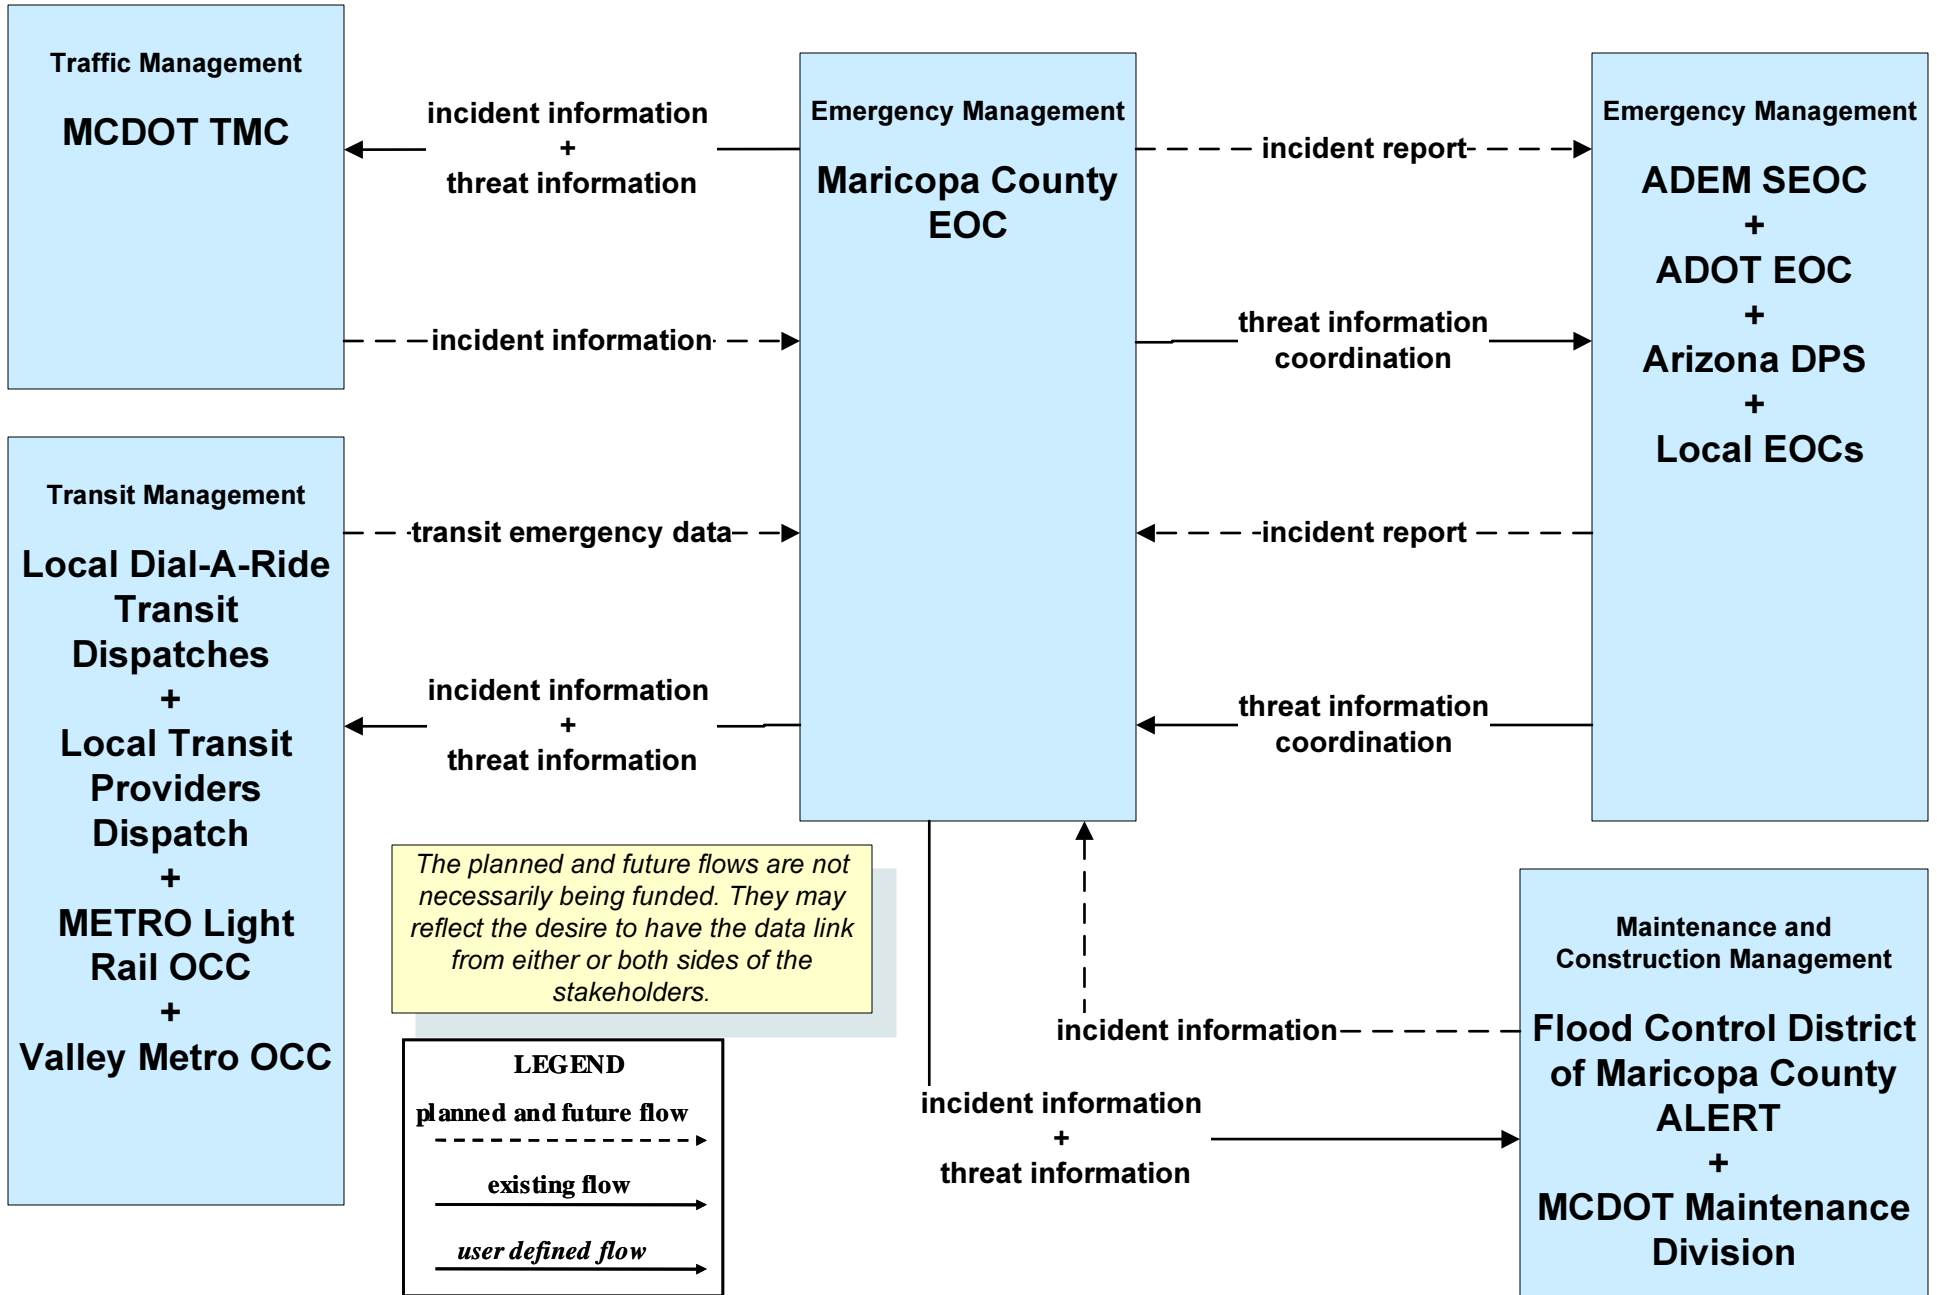 Traffic Management
MCDOT TMC
incident information
+
threat information
incident information
Emergency Management
Maricopa County
EOC
incident report
threat information
coordination
incident report
threat information
coordination
Emergency Management
ADEM SEOC
+
ADOT EOC
+
Arizona DPS
+
Local EOCs
Transit Management
Local Dial-A-Ride
Transit
Dispatches
+
Local Transit
Providers
Dispatch
+
METRO Light
Rail OCC
+
Valley Metro OCC
transit emergency data
incident information
+
threat information
The planned and future flows are not
necessarily being funded. They may
reflect the desire to have the data link
from either or both sides of the
stakeholders.
LEGEND
planned and future flow
existing flow
user defined flow
incident information
incident information
+
threat information
Maintenance and
Construction Management
Flood Control District
of Maricopa County
ALERT
+
MCDOT Maintenance
Division